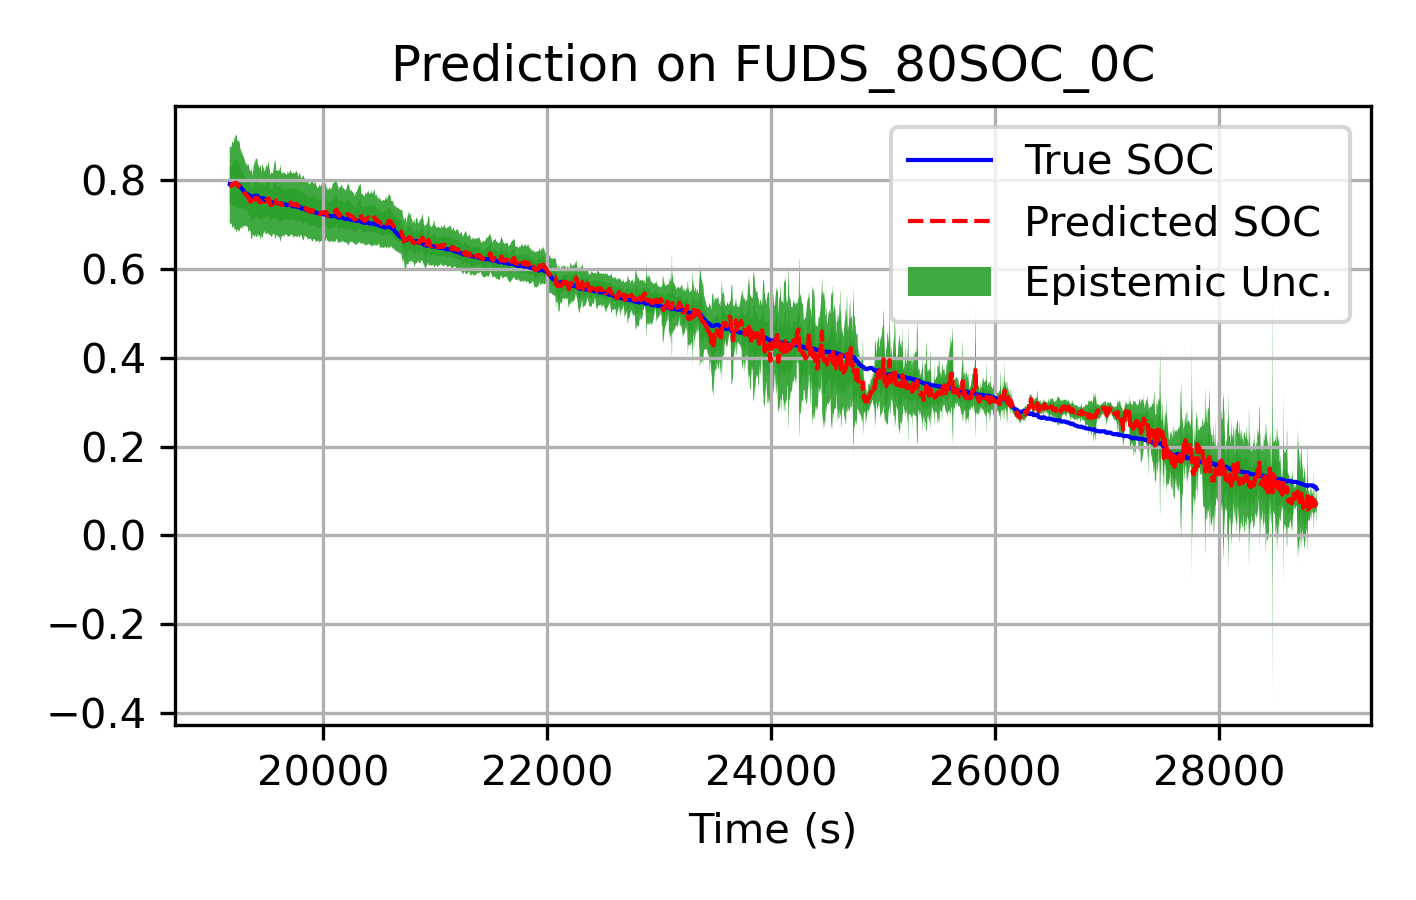 Prediction on FUDS_80SOC_0C
True SOC
Predicted SOC
Epistemic Unc.
0.8
0.6
0.4
0.2
0.0
−0.2
−0.4
20000 22000 24000 26000 28000
Time (s)